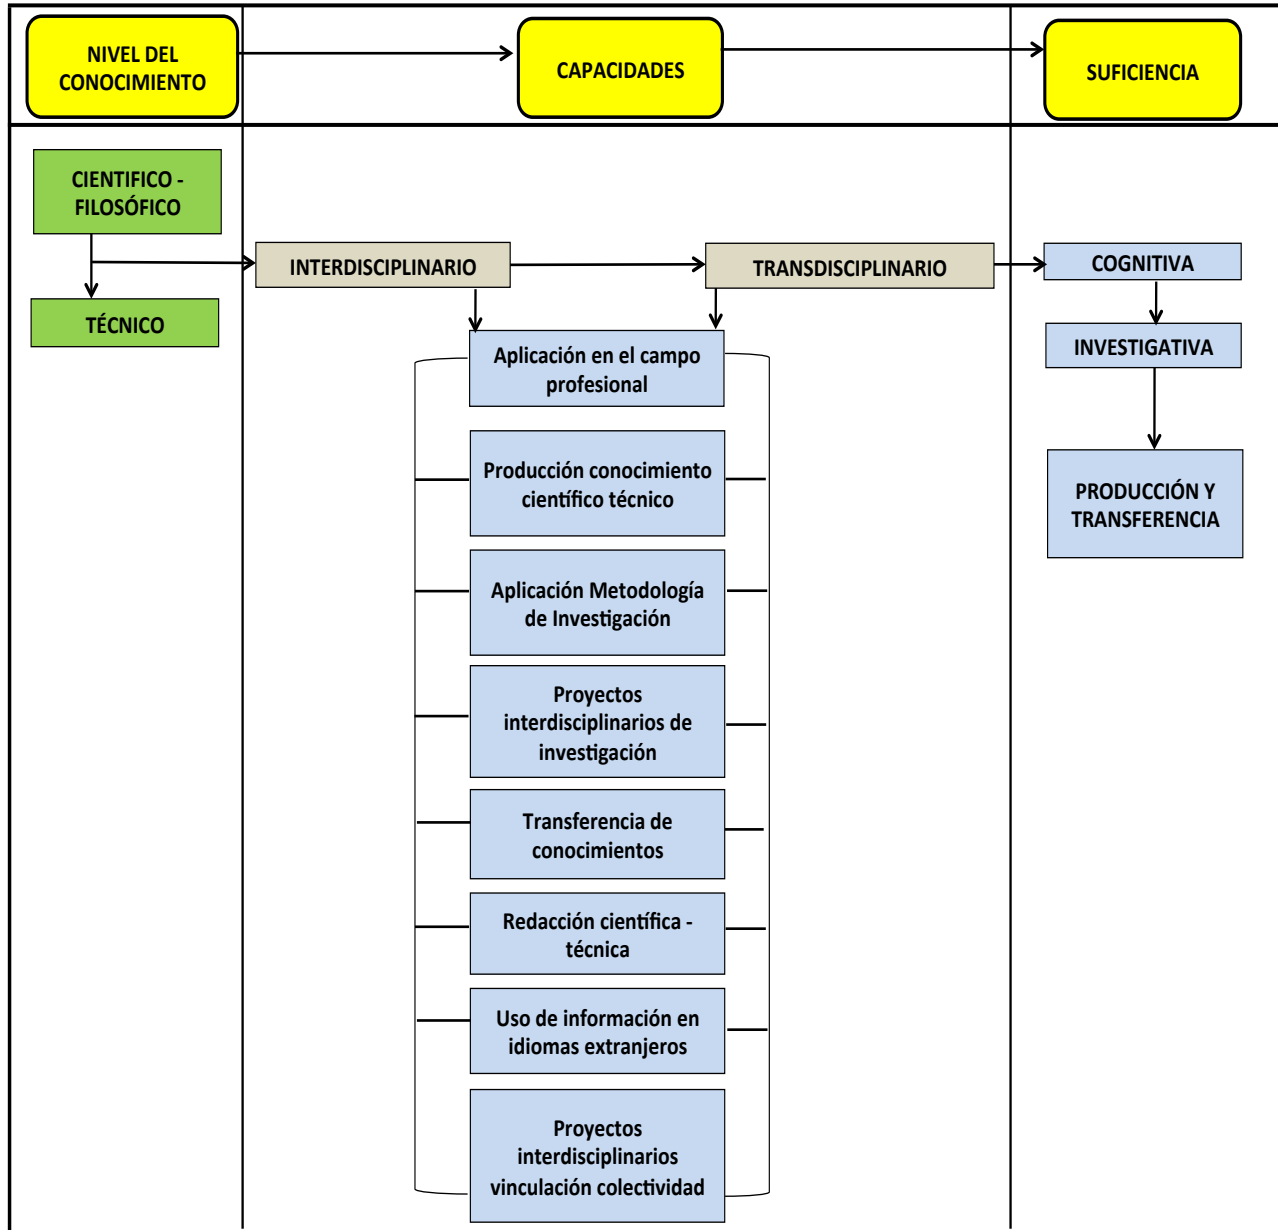 NIVEL DEL
CONOCIMIENTO
CAPACIDADES
SUFICIENCIA
CIENTIFICO -
FILOSÓFICO
TÉCNICO
INTERDISCIPLINARIO
TRANSDISCIPLINARIO
Aplicación en el campo
profesional
Producción conocimiento
científico técnico
Aplicación Metodología
de Investigación
Proyectos
interdisciplinarios de
investigación
Transferencia de
conocimientos
Redacción científica -
técnica
Uso de información en
idiomas extranjeros
Proyectos
interdisciplinarios
vinculación colectividad
COGNITIVA
INVESTIGATIVA
PRODUCCIÓN Y
TRANSFERENCIA